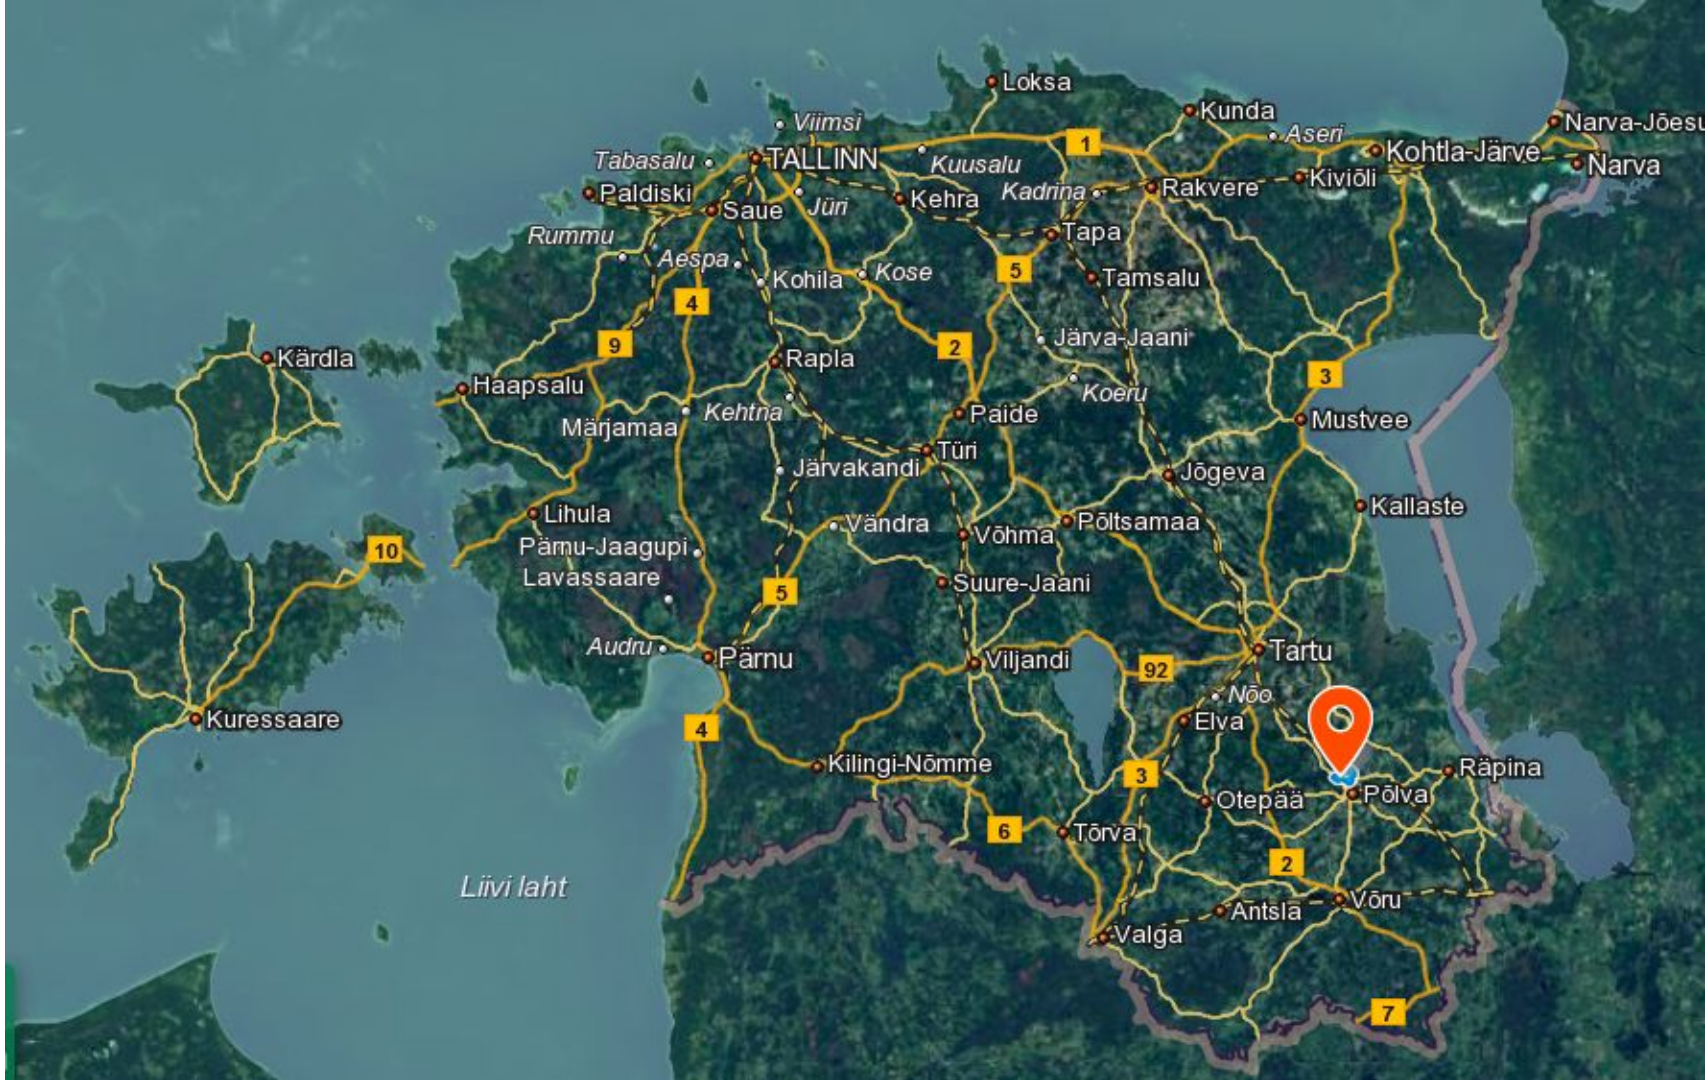 Loksa
Kunda
Narva-Jõesu
Viimsi
Aseri
TALLINN
Kuusalu
Kohtla-Järve
Tabasalu
1
Narva
Paldiski
Kehra
Kadrina
Rakvere
Kiviõli
Saue
Jüri
Rummu
Tapa
Aespa
Kohila
Kose
5
Tamsalu
4
9
2
Järva-Jaani
Kärdla
Rapla
3
Haapsalu
Koeru
Kehtna
Paide
Mustvee
Märjamaa
Türi
Järvakandi
Jõgeva
Kallaste
Lihula
Vändra
Põltsamaa
Võhma
10
Pärnu-Jaagupi
Lavassaare
5
Suure-Jaani
Audru
Pärnu
Viljandi
92
Tartu
Nõo
Kuressaare
4
Elva
Kilingi-Nõmme
3
Räpina
Otepää
Põlva
6
Tõrva
2
Liivi laht
Antsla
Võru
Valga
7